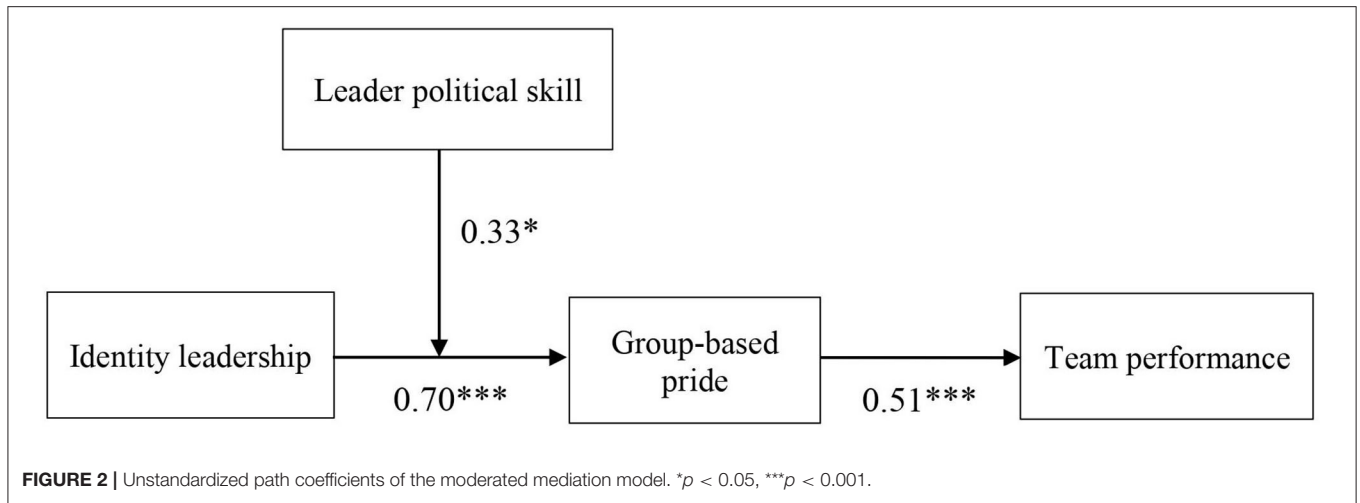 Leader political skill
0.33*
Identity leadership
0.70***
Group-based
pride
0.51***
Team performance
FIGURE 2 | Unstandardized path coefficients of the moderated mediation model. *p < 0.05, ***p < 0.001.